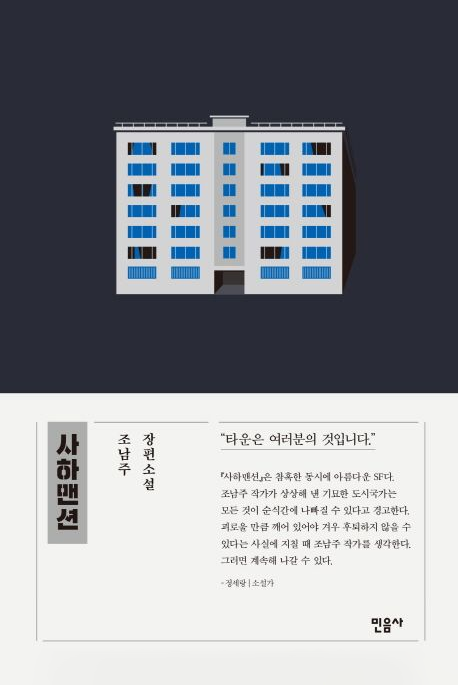 사하맨션
조남주
장편소설
“타운은 여러분의 것입니다.”
『사하맨션』은 참혹한 동시에 아름다운 SF다.
조남주 작가가 상상해 낸 기묘한 도시국가는
모든 것이 순식간에 나빠질 수 있다고 경고한다.
괴로울 만큼 깨어 있어야 겨우 후퇴하지 않을 수
있다는 사실에 지칠 때 조남주 작가를 생각한다.
그러면 계속해 나갈 수 있다.
- 정세랑 | 소설가
민음사